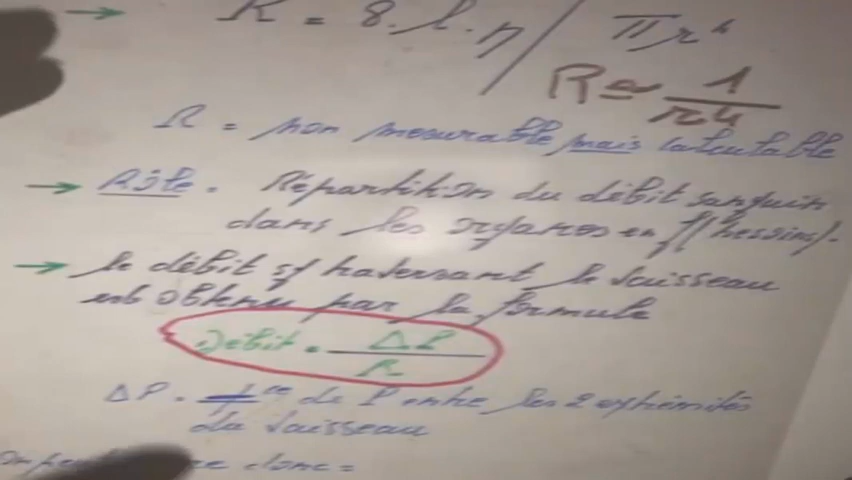 → R = 8.l.η / πr⁴
R ≃ 1/r4
R = non mesurable mais calculable
→ Rôle. Répartition du débit sanguin
dans les organes en f(besoins).
→ le débit sg traversant le vaisseau
est obtenu par la formule
Débit = ΔP/R
ΔP = de P entre les 2 extrémités
du vaisseau
donc =